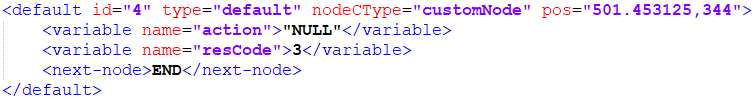 <default id="4" type="default" nodeCType="customNode" pos="501.453125,344">
<variable name="action">"NULL"</variable>
<variable name="resCode">3</variable>
<next-node>END</next-node>
</default>